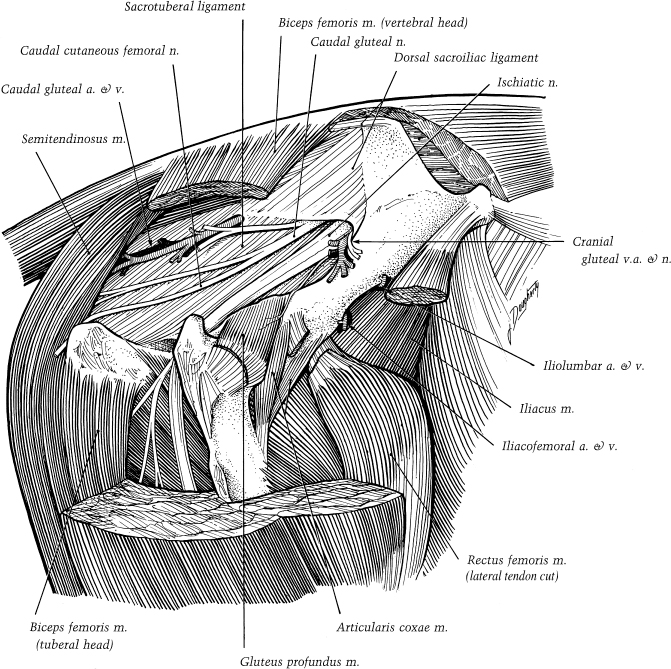 Sacrotuberal ligament
Biceps femoris m. (vertebral head)
Caudal cutaneous femoral n.
Caudal gluteal n.
Dorsal sacroiliac ligament
Caudal gluteal a. & v.
Ischiatic n.
Semitendinosus m.
Cranial
gluteal v.a. & n.
Iliolumbar a. & v.
Iliacus m.
Iliacofemoral a. & v.
Rectus femoris m.
(lateral tendon cut)
Biceps femoris m.
(tuberal head)
Articularis coxae m.
Gluteus profundus m.